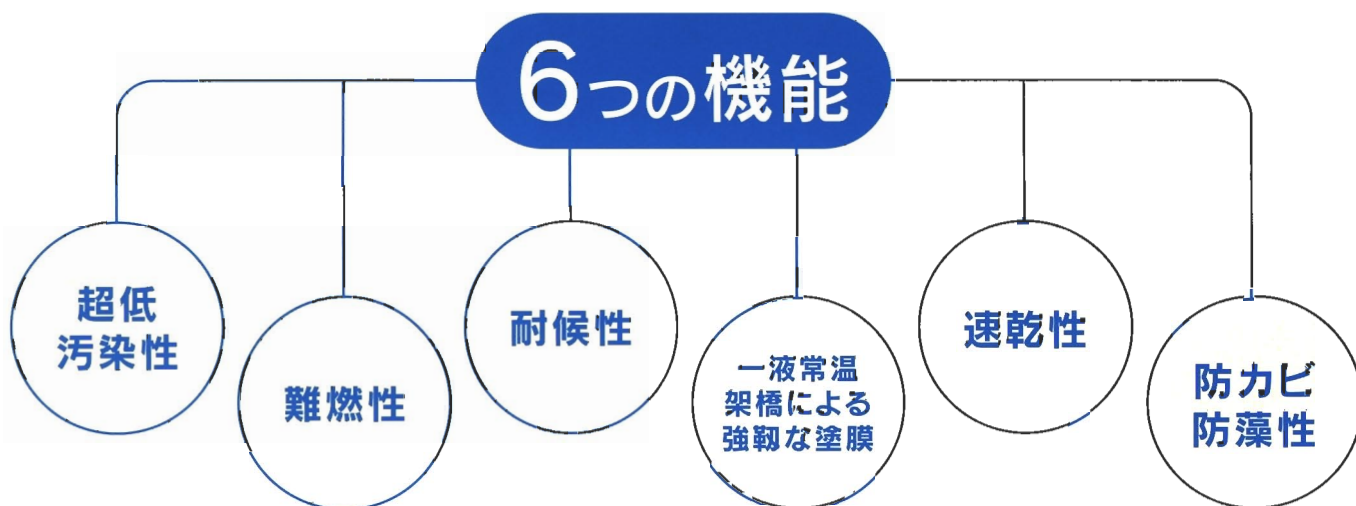 6つの機能
超低
汚染性
難燃性
耐候性
一液常温
架橋による
強靭な塗膜
速乾性
防カビ
防藻性